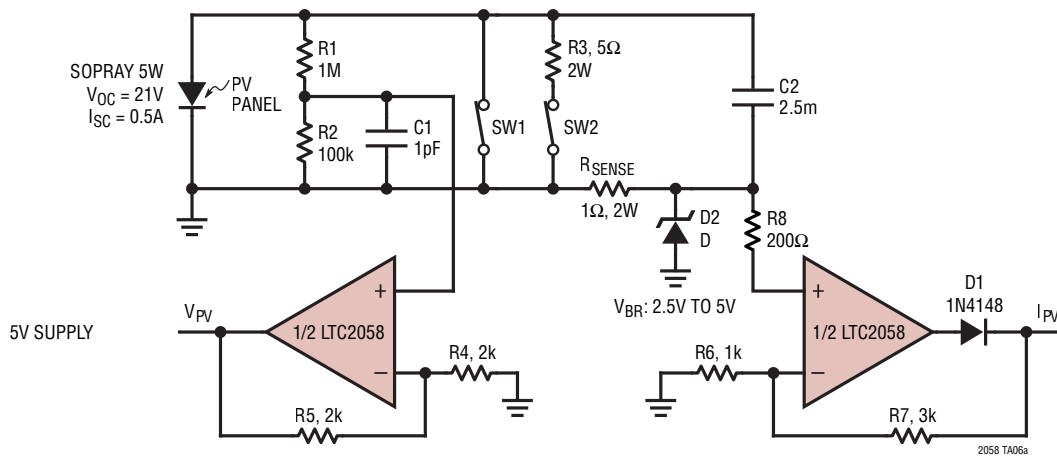 SOPRAY 5W
V_OC = 21V
I_SC = 0.5A
PV
PANEL
R1
1M
R2
100k
C1
1pF
SW1
R3, 5Ω
2W
SW2
C2
2.5m
R_SENSE
1Ω, 2W
D2
D
R8
200Ω
V_BR: 2.5V TO 5V
5V SUPPLY
V_PV
+
1/2 LTC2058
−
R4, 2k
R5, 2k
+
1/2 LTC2058
−
D1
1N4148
I_PV
R6, 1k
R7, 3k
2058 TA06a